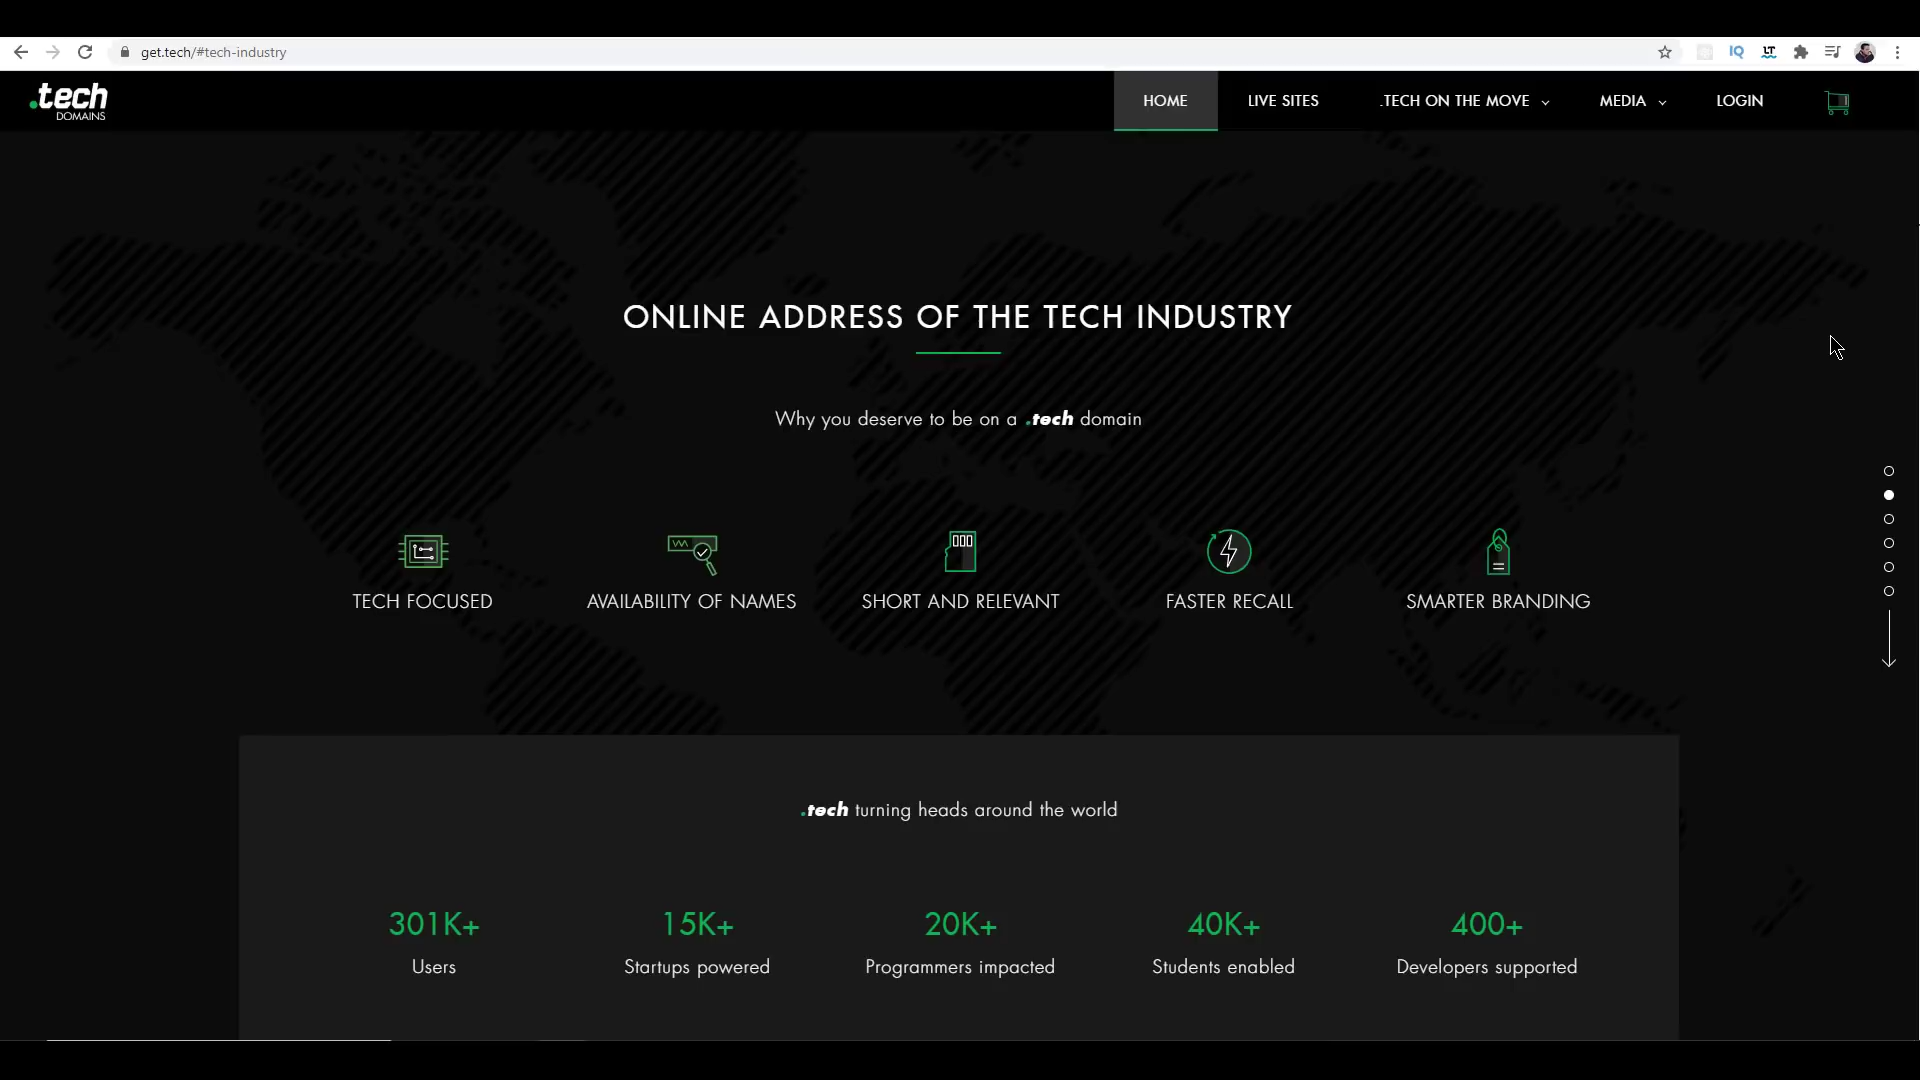 get.tech/#tech-industry
.tech
DOMAINS
HOME
LIVE SITES
.TECH ON THE MOVE
MEDIA
LOGIN
ONLINE ADDRESS OF THE TECH INDUSTRY
Why you deserve to be on a .tech domain
TECH FOCUSED
AVAILABILITY OF NAMES
SHORT AND RELEVANT
FASTER RECALL
SMARTER BRANDING
.tech turning heads around the world
301K+
15K+
20K+
40K+
400+
Users
Startups powered
Programmers impacted
Students enabled
Developers supported